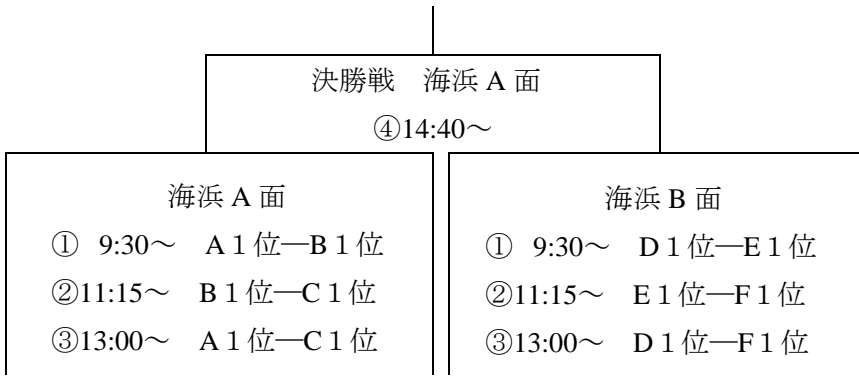 決勝戦　海浜 A 面
④14:40～
海浜 A 面
①　9:30～　A１位―B１位
②11:15～　B１位―C１位
③13:00～　A１位―C１位
海浜 B 面
①　9:30～　D１位―E１位
②11:15～　E１位―F１位
③13:00～　D１位―F１位